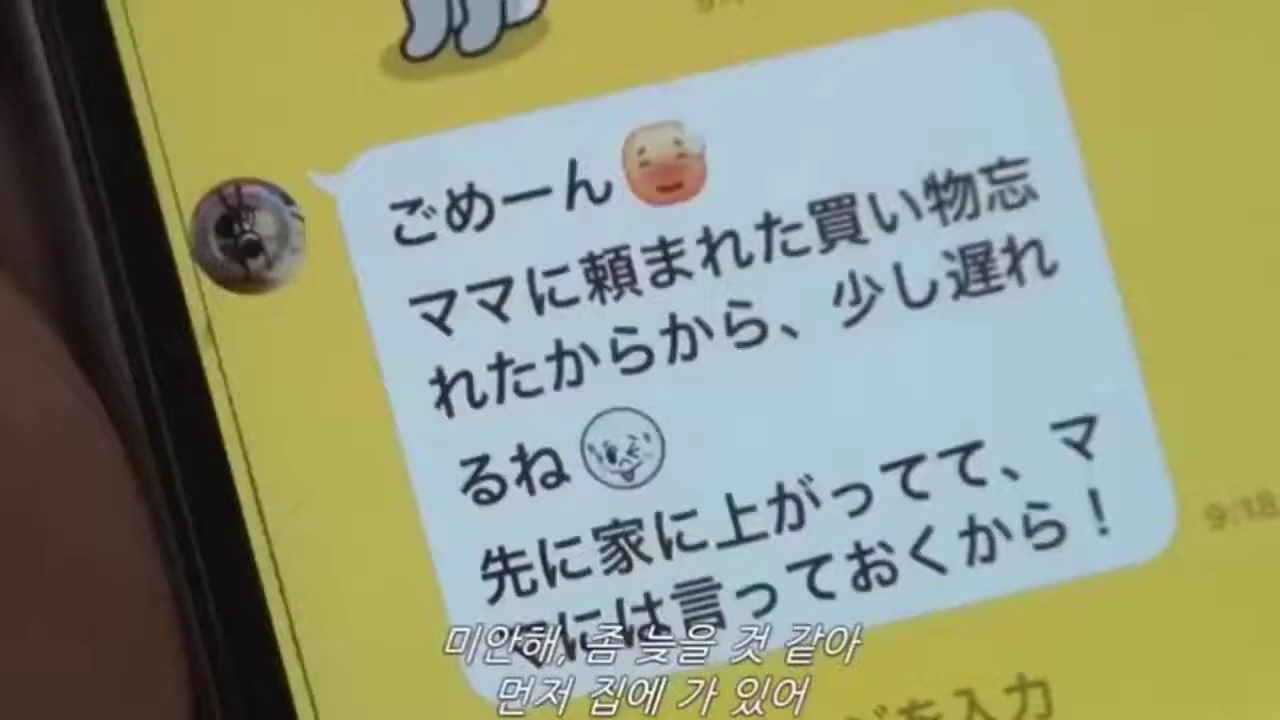 ごめーん
ママに頼まれた買い物忘
れたからから、少し遅れ
るね
先に家に上がってて、マ
マには言っておくから！
9:18
미안해, 좀 늦을 것 같아
먼저 집에 가 있어
を入力